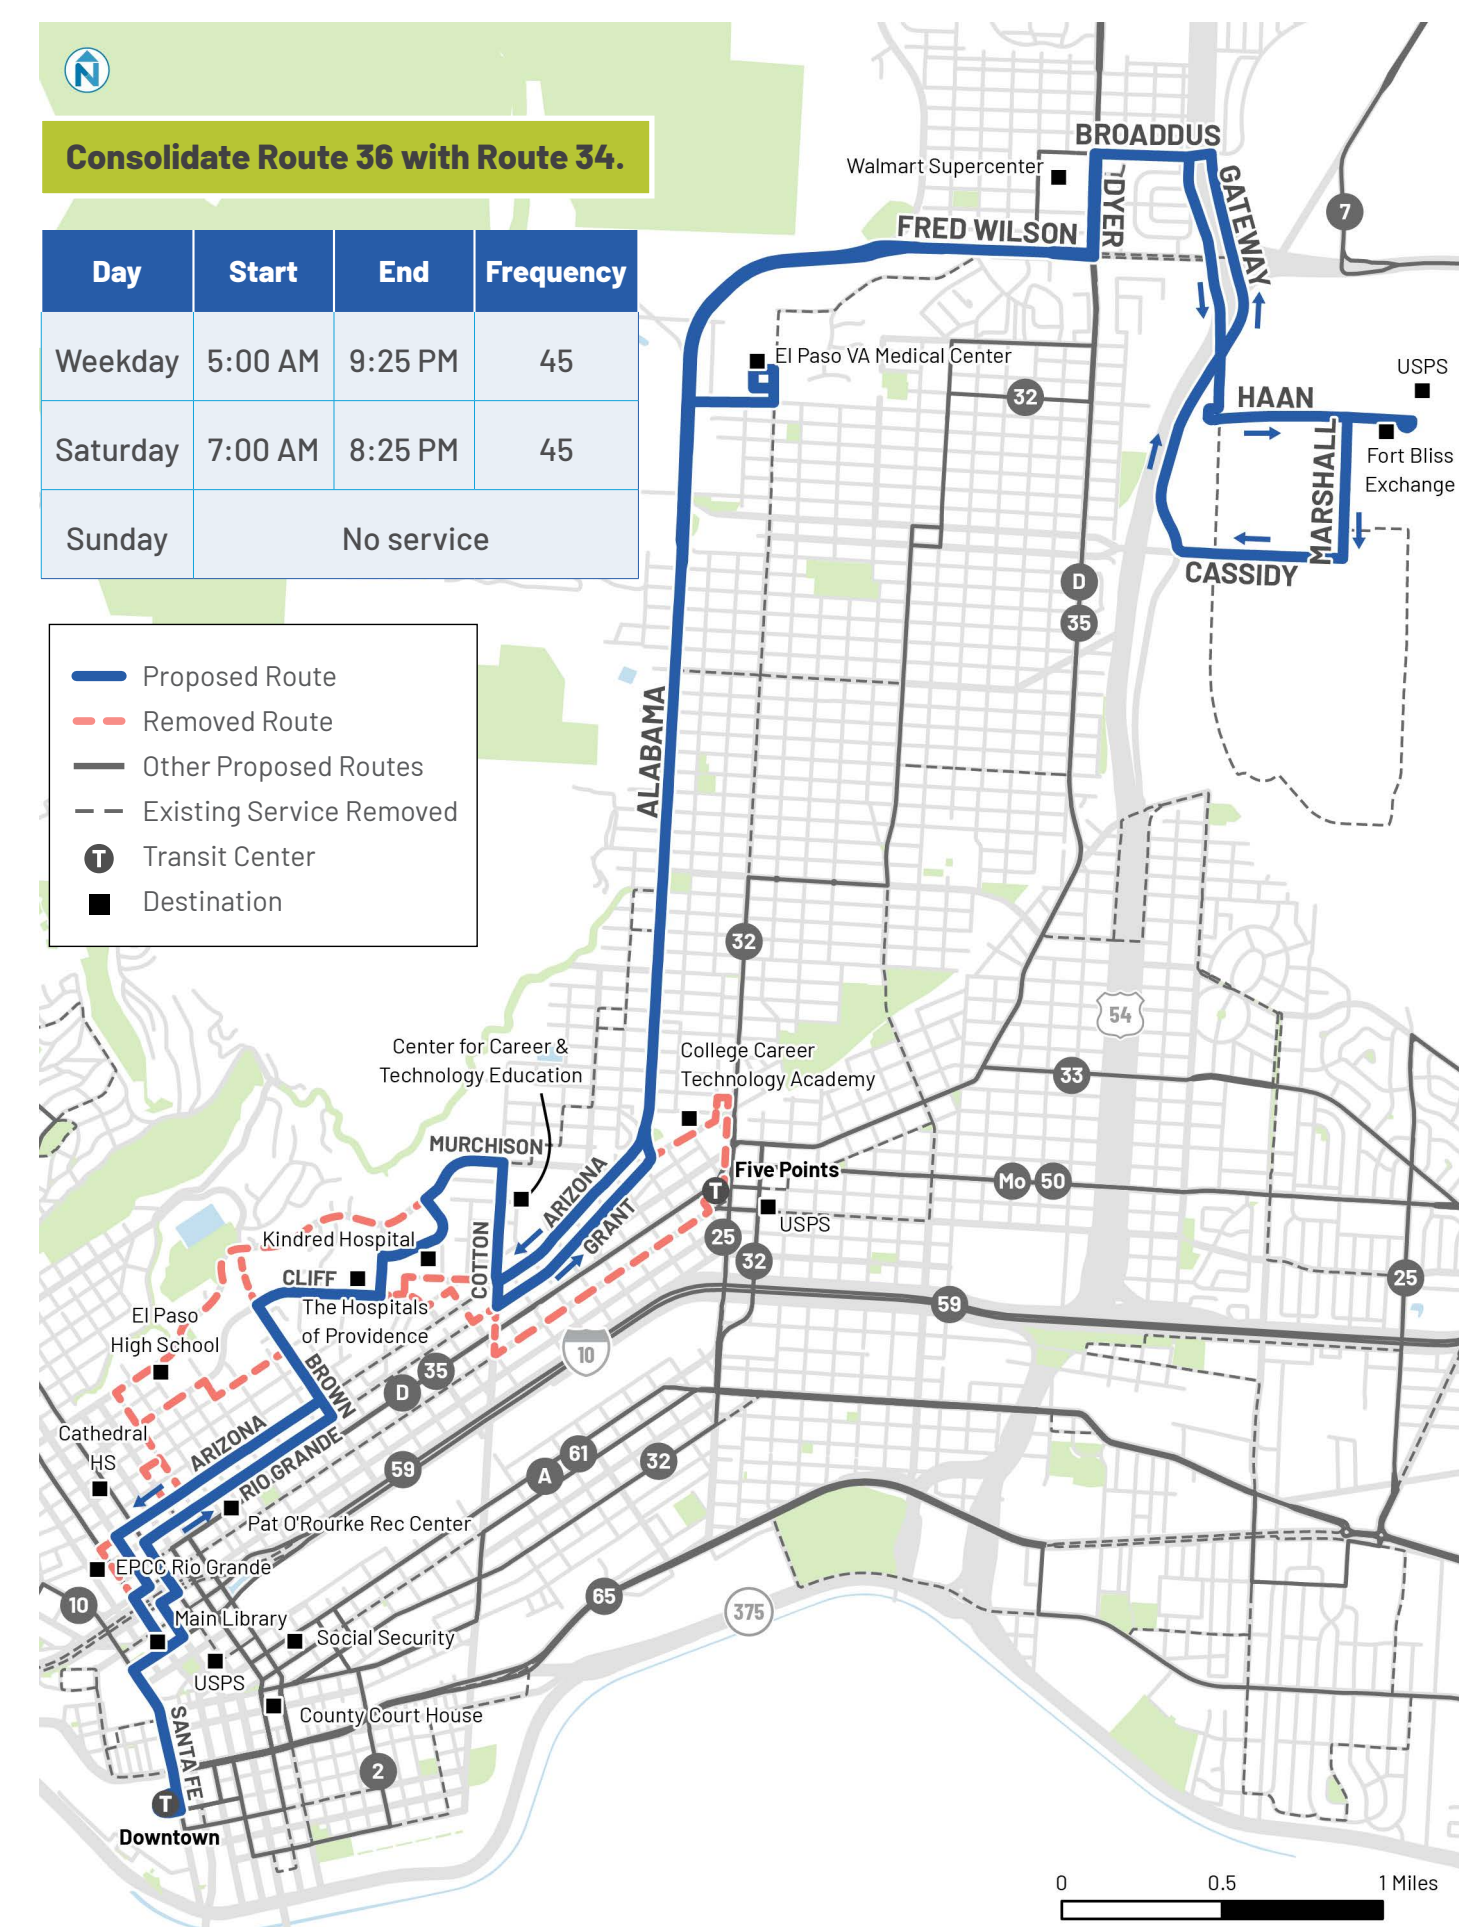 N
Consolidate Route 36 with Route 34.
Day Start End Frequency
Weekday 5:00 AM 9:25 PM 45
Saturday 7:00 AM 8:25 PM 45
Sunday No service
Proposed Route
Removed Route
Other Proposed Routes
Existing Service Removed
T Transit Center
Destination
BROADDUS
Walmart Supercenter
DYER
GATEWAY
7
FRED WILSON
El Paso VA Medical Center
USPS
32
HAAN
MARSHALL
Fort Bliss
Exchange
CASSIDY
D
35
ALABAMA
32
54
Center for Career &
Technology Education
College Career
Technology Academy
33
MURCHISON
ARIZONA
Five Points
T
Mo 50
GRANT
USPS
COTTON
25
32
25
Kindred Hospital
CLIFF
The Hospitals
of Providence
59
El Paso
High School
10
35
D
BROWN
Cathedral
HS
ARIZONA
RIO GRANDE
59
61
A
32
Pat O'Rourke Rec Center
EPCC Rio Grande
10
65
375
Main Library
Social Security
USPS
County Court House
SANTA FE
2
T
Downtown
0 0.5 1 Miles